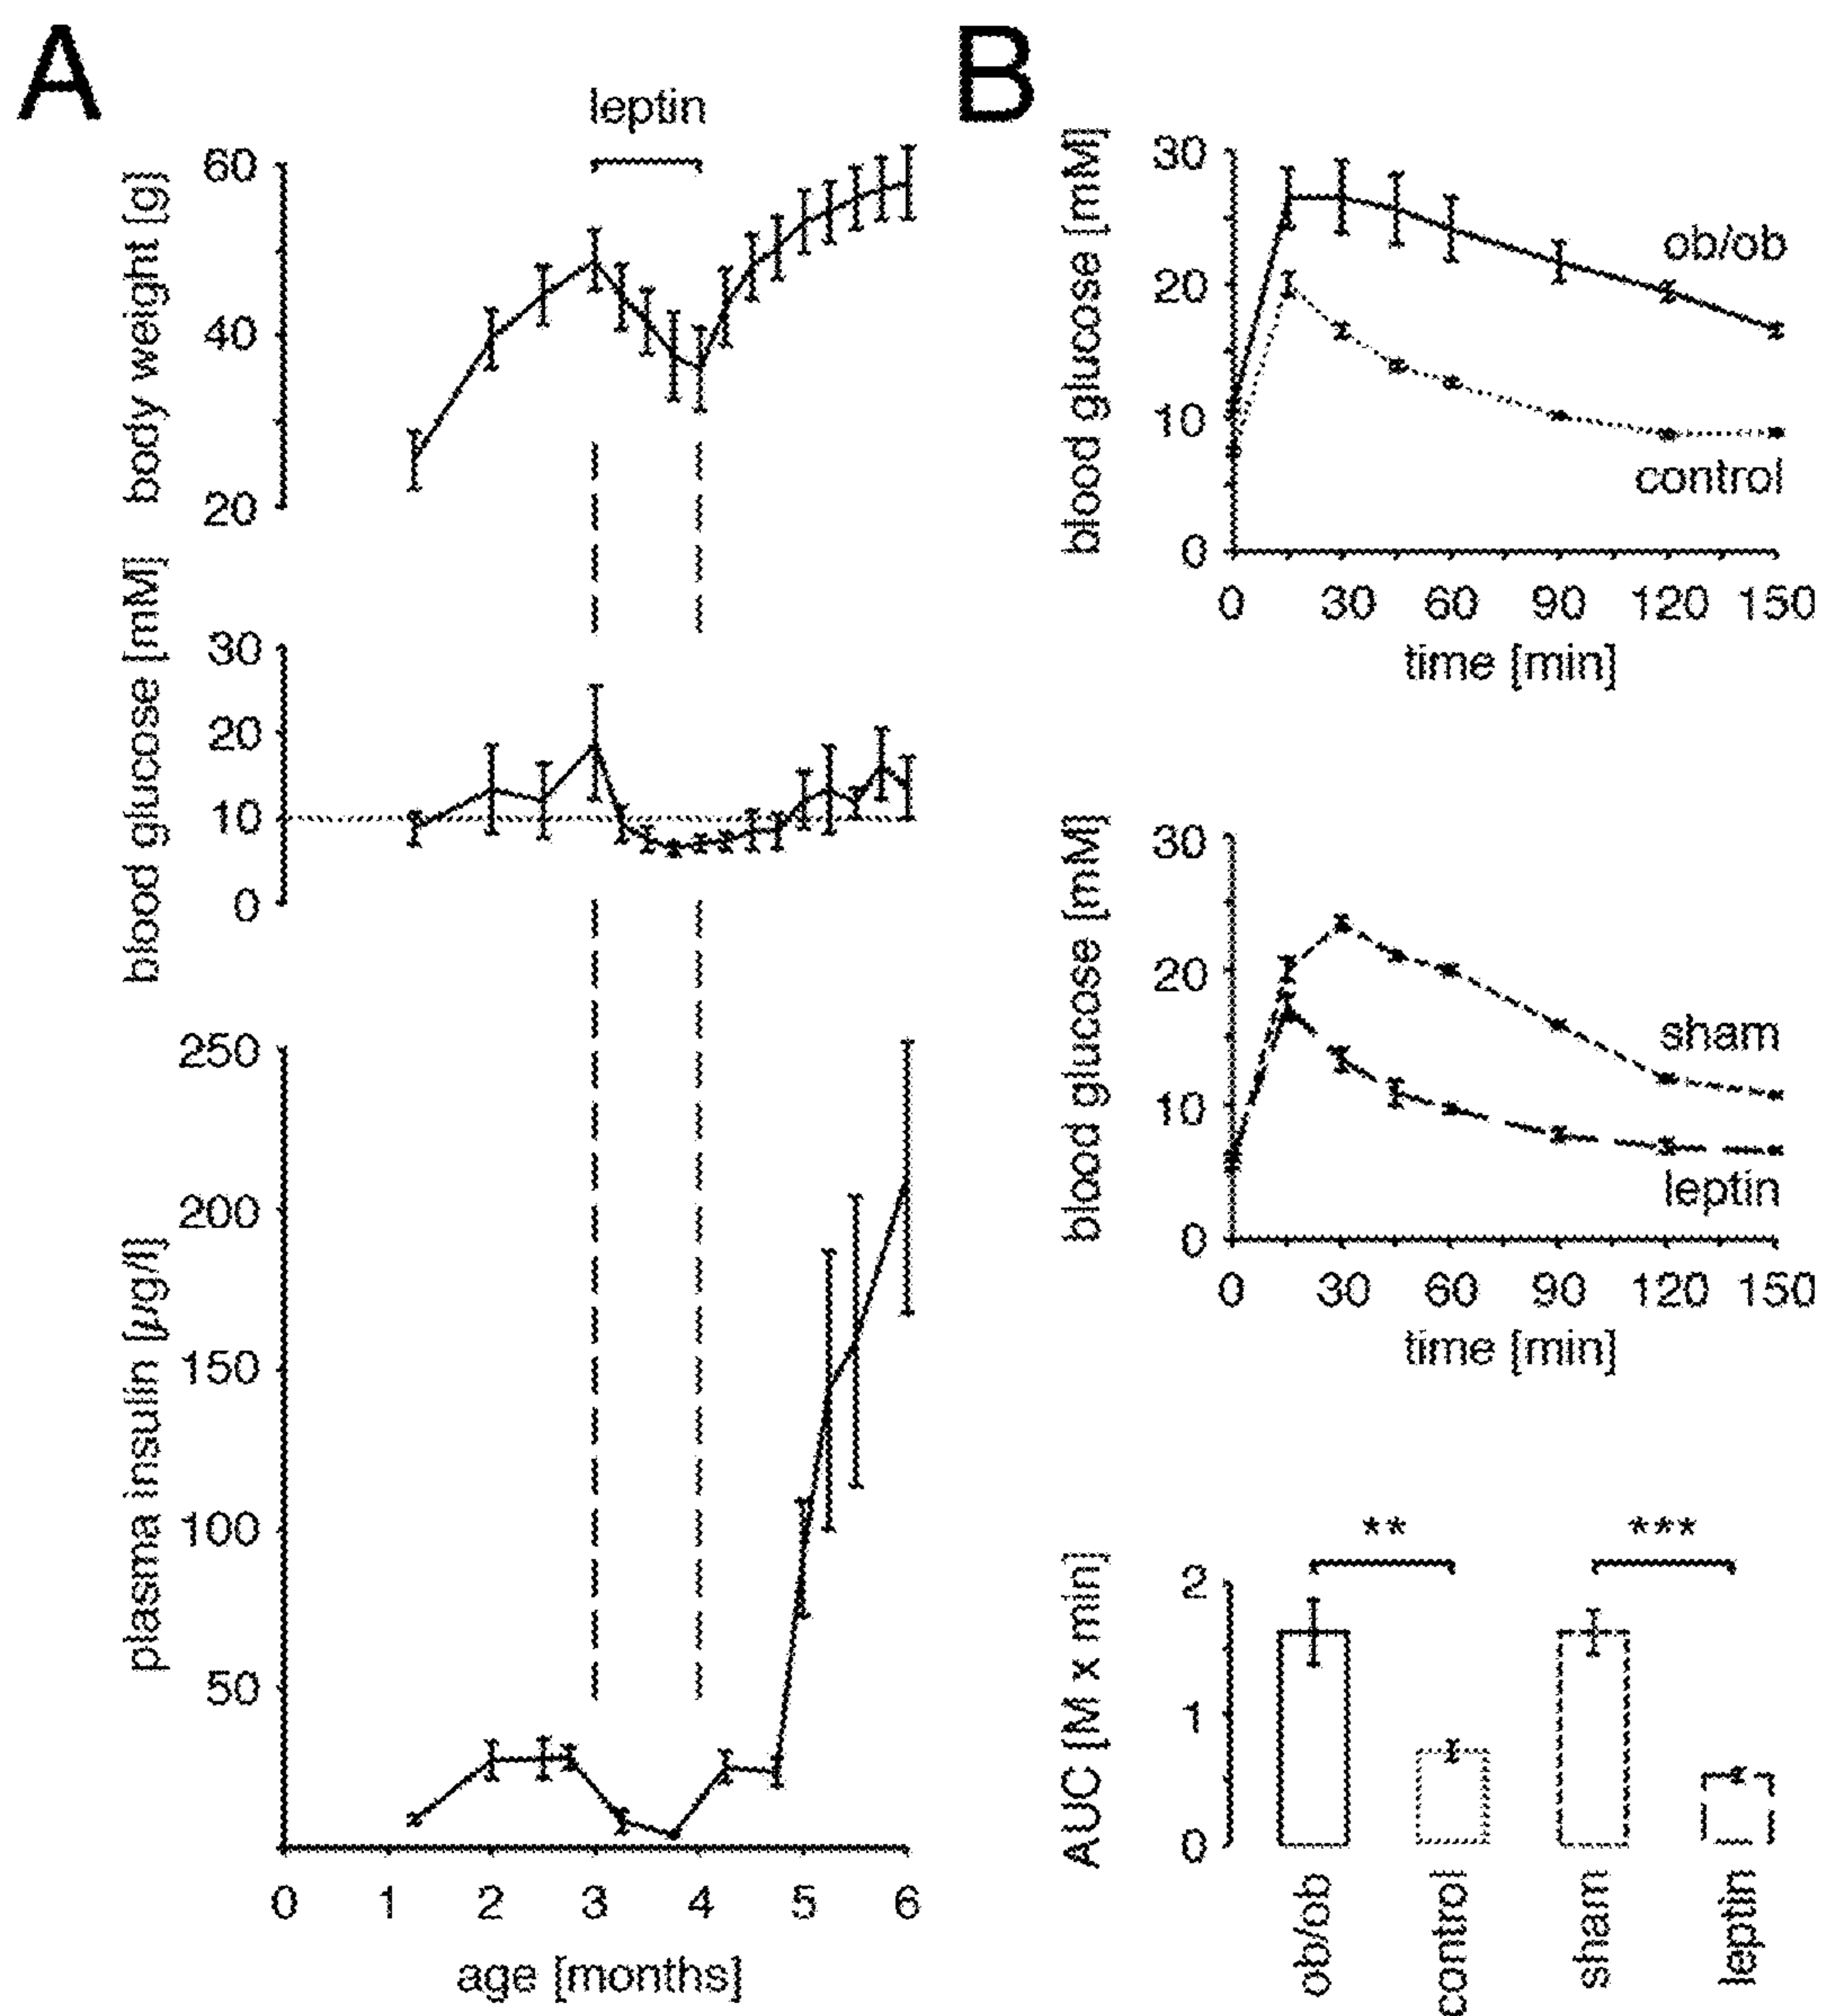 A
leptin
body weight [g]
60
40
20
blood glucose [mM]
30
20
10
0
plasma insulin [µg/l]
250
200
150
100
50
0 1 2 3 4 5 6
age [months]
B
blood glucose [mM]
30
20
10
0
ob/ob
control
0 30 60 90 120 150
time [min]
blood glucose [mM]
30
20
10
0
sham
leptin
0 30 60 90 120 150
time [min]
AUC [M x min]
2
1
0
** ***
ob/ob control sham leptin